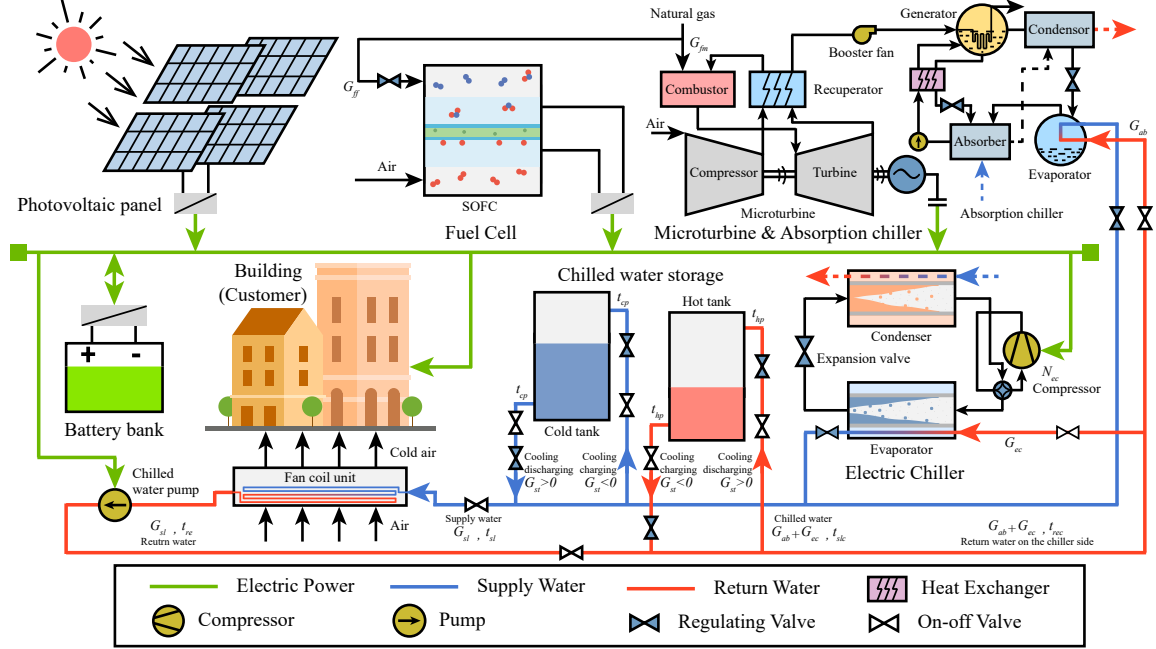 Natural gas
G_fm
G_ff
Air
SOFC
Fuel Cell
Photovoltaic panel
Combustor
Recuperator
Booster fan
Generator
Condensor
Air
Compressor
Turbine
Microturbine
Microturbine & Absorption chiller
Absorber
Evaporator
Absorption chiller
G_ab
Building
(Customer)
+ -
Battery bank
Chilled water storage
t_cp
Hot tank
t_hp
t_cp
Cold tank
t_hp
Cooling
discharging
G_st>0
Cooling
charging
G_st<0
Cooling
charging
G_st<0
Cooling
discharging
G_st>0
Condenser
Expansion valve
N_ec
Compressor
Evaporator
Electric Chiller
G_ec
Cold air
Fan coil unit
Air
Chilled
water pump
G_sl , t_re
Reutrn water
Supply water
G_sl , t_sl
Chilled water
G_ab+G_ec , t_slc
G_ab+G_ec , t_rec
Return water on the chiller side
Electric Power
Supply Water
Return Water
Heat Exchanger
Compressor
Pump
Regulating Valve
On-off Valve